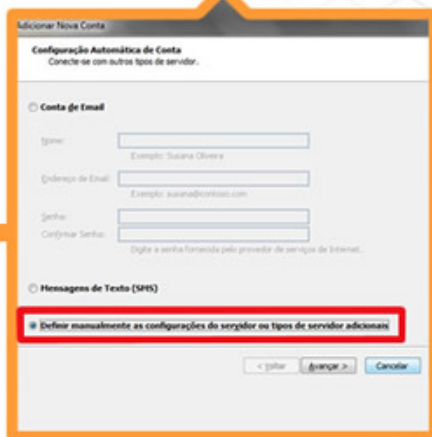 Adicionar Nova Conta
Configuração Automática de Conta
Conecte-se com outros tipos de servidor.
Conta de Email
Nome:
Exemplo: Susana Oliveira
Endereço de Email:
Exemplo: susana@contoso.com
Senha:
Confirmar Senha:
Digite a senha fornecida pelo provedor de serviços de Internet.
Mensagens de Texto (SMS)
Definir manualmente as configurações do servidor ou tipos de servidor adicionais
< Voltar Avançar > Cancelar